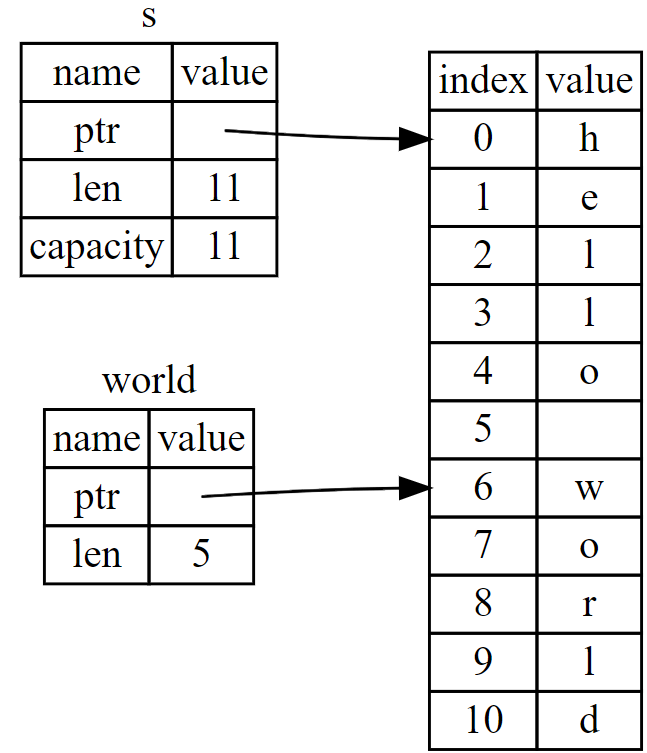 s
name value
ptr
len 11
capacity 11
world
name value
ptr
len 5
index value
0 h
1 e
2 l
3 l
4 o
5
6 w
7 o
8 r
9 l
10 d